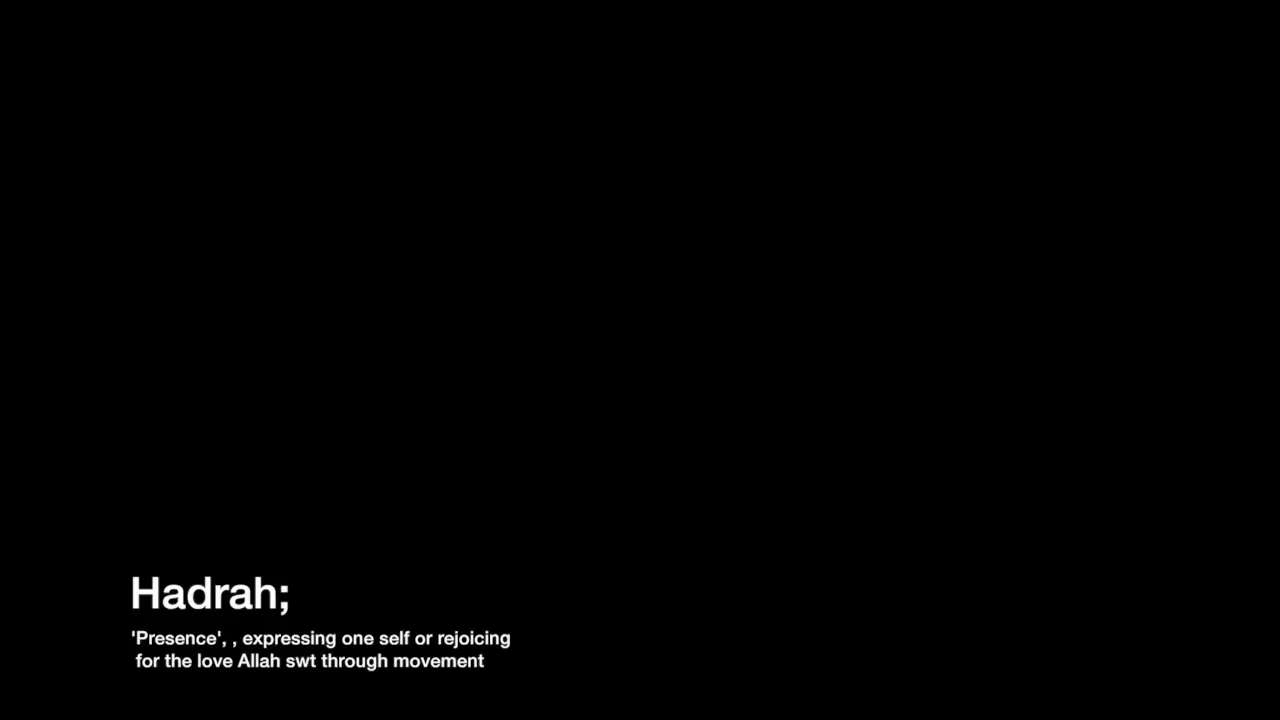 Hadrah;
'Presence', , expressing one self or rejoicing
for the love Allah swt through movement